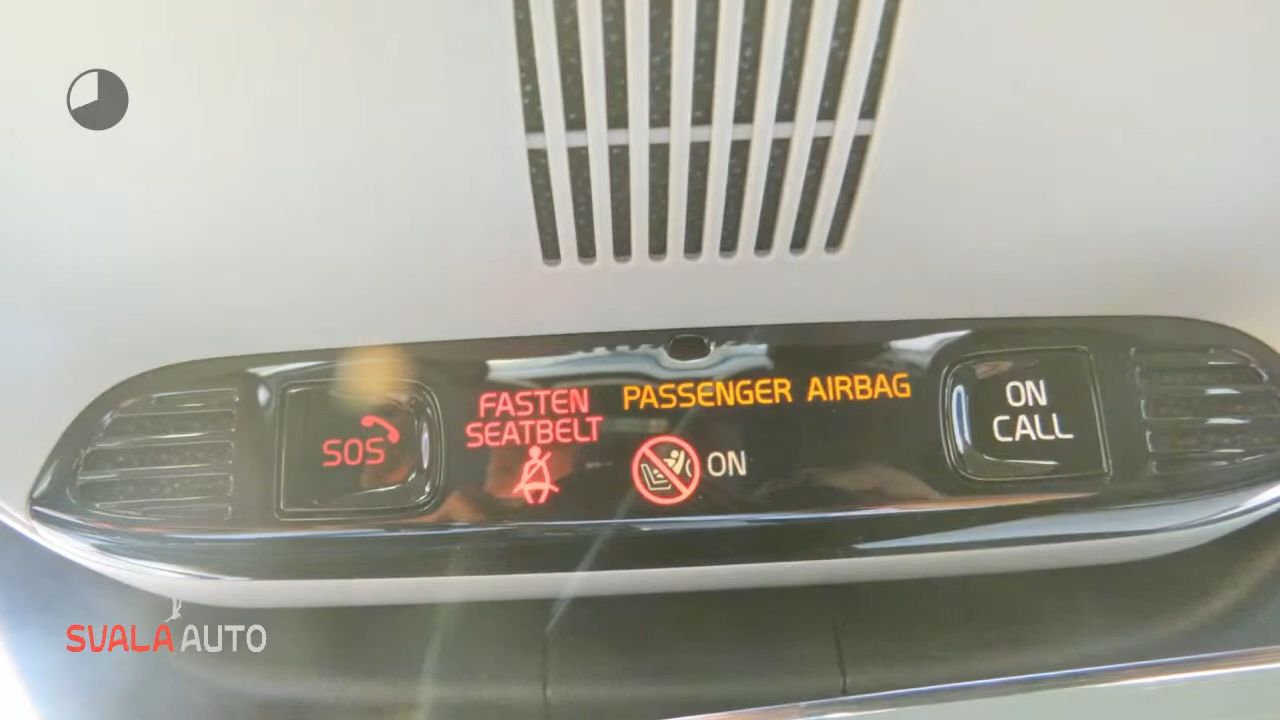 SOS
FASTEN
SEATBELT
PASSENGER AIRBAG
ON
ON
CALL
SVALA AUTO